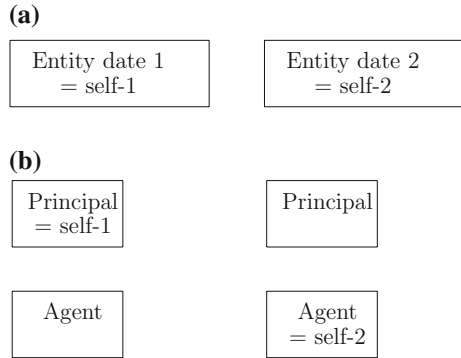 (a)
Entity date 1
= self-1
Entity date 2
= self-2
(b)
Principal
= self-1
Principal
Agent
Agent
= self-2